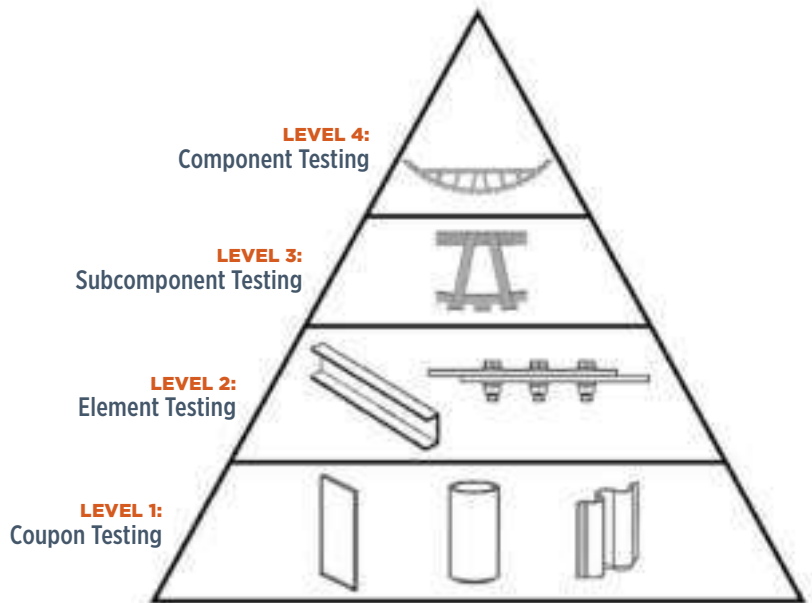 LEVEL 4:
Component Testing
LEVEL 3:
Subcomponent Testing
LEVEL 2:
Element Testing
LEVEL 1:
Coupon Testing